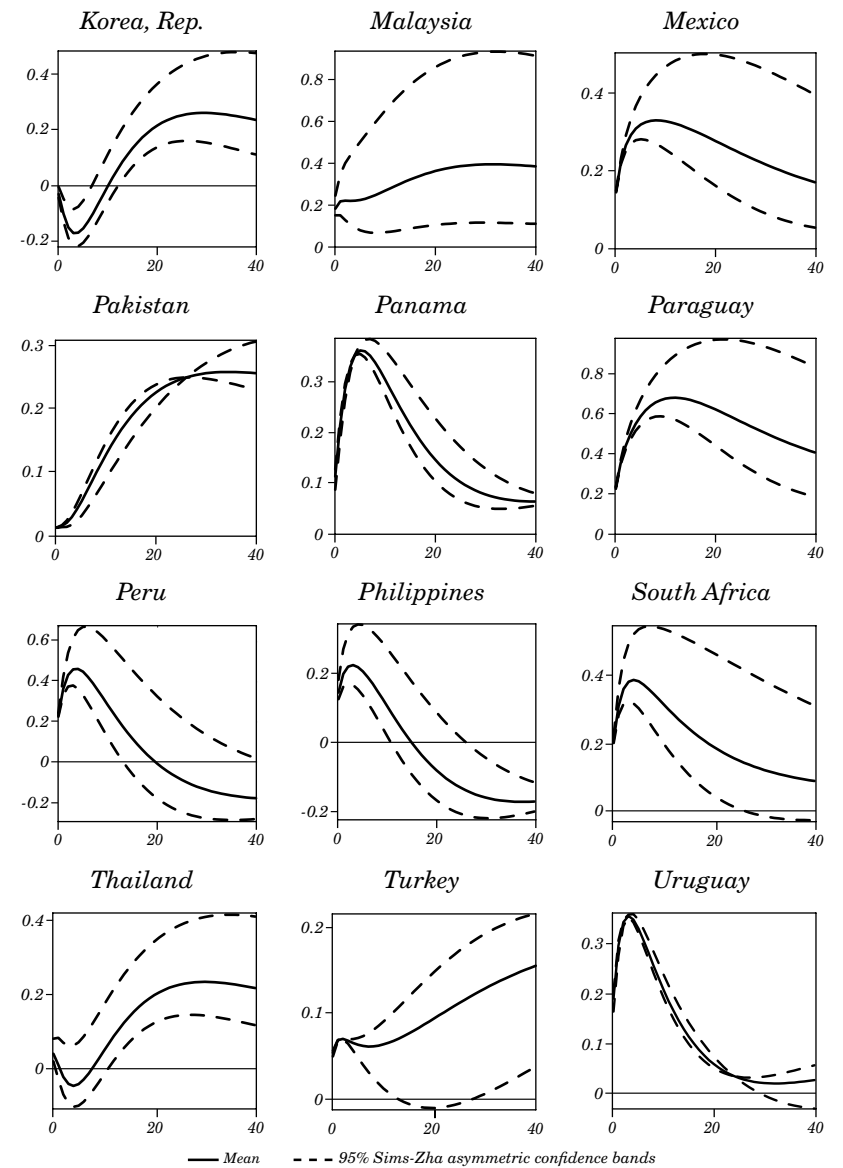 Korea, Rep. Malaysia Mexico
0.4 0.8 0.4
0.2 0.6
0 0.4 0.2
-0.2 0.2
0 0
0 20 40 0 20 40 0 20 40
Pakistan Panama Paraguay
0.3 0.3 0.8
0.2 0.2 0.6
0.1 0.1 0.4
0 0 0.2
0
0 20 40 0 20 40 0 20 40
Peru Philippines South Africa
0.6 0.2 0.4
0.4 0 0.2
0.2 -0.2 0
0
-0.2
0 20 40 0 20 40 0 20 40
Thailand Turkey Uruguay
0.4 0.2 0.3
0.2 0.1 0.2
0 0 0.1
0
0 20 40 0 20 40 0 20 40
Mean 95% Sims-Zha asymmetric confidence bands